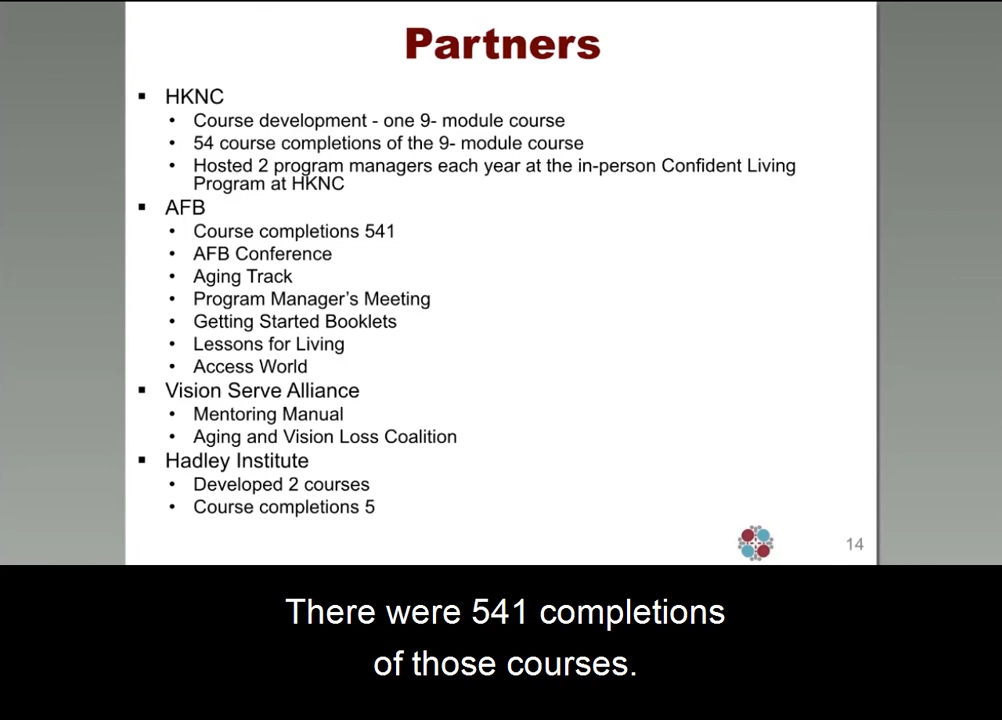 Partners
▪ HKNC
• Course development - one 9- module course
• 54 course completions of the 9- module course
• Hosted 2 program managers each year at the in-person Confident Living
Program at HKNC
▪ AFB
• Course completions 541
• AFB Conference
• Aging Track
• Program Manager’s Meeting
• Getting Started Booklets
• Lessons for Living
• Access World
▪ Vision Serve Alliance
• Mentoring Manual
• Aging and Vision Loss Coalition
▪ Hadley Institute
• Developed 2 courses
• Course completions 5
14
There were 541 completions
of those courses.